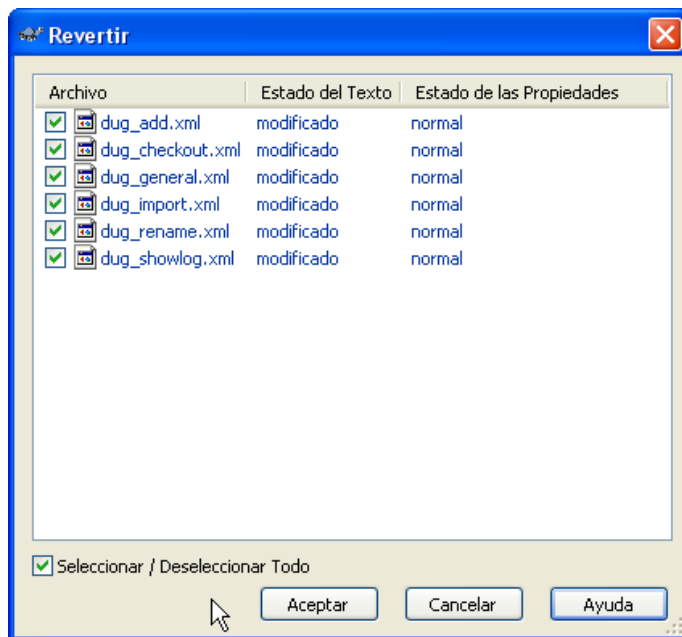 Revertir
Archivo Estado del Texto Estado de las Propiedades
dug_add.xml modificado normal
dug_checkout.xml modificado normal
dug_general.xml modificado normal
dug_import.xml modificado normal
dug_rename.xml modificado normal
dug_showlog.xml modificado normal
Seleccionar / Deseleccionar Todo
Aceptar Cancelar Ayuda